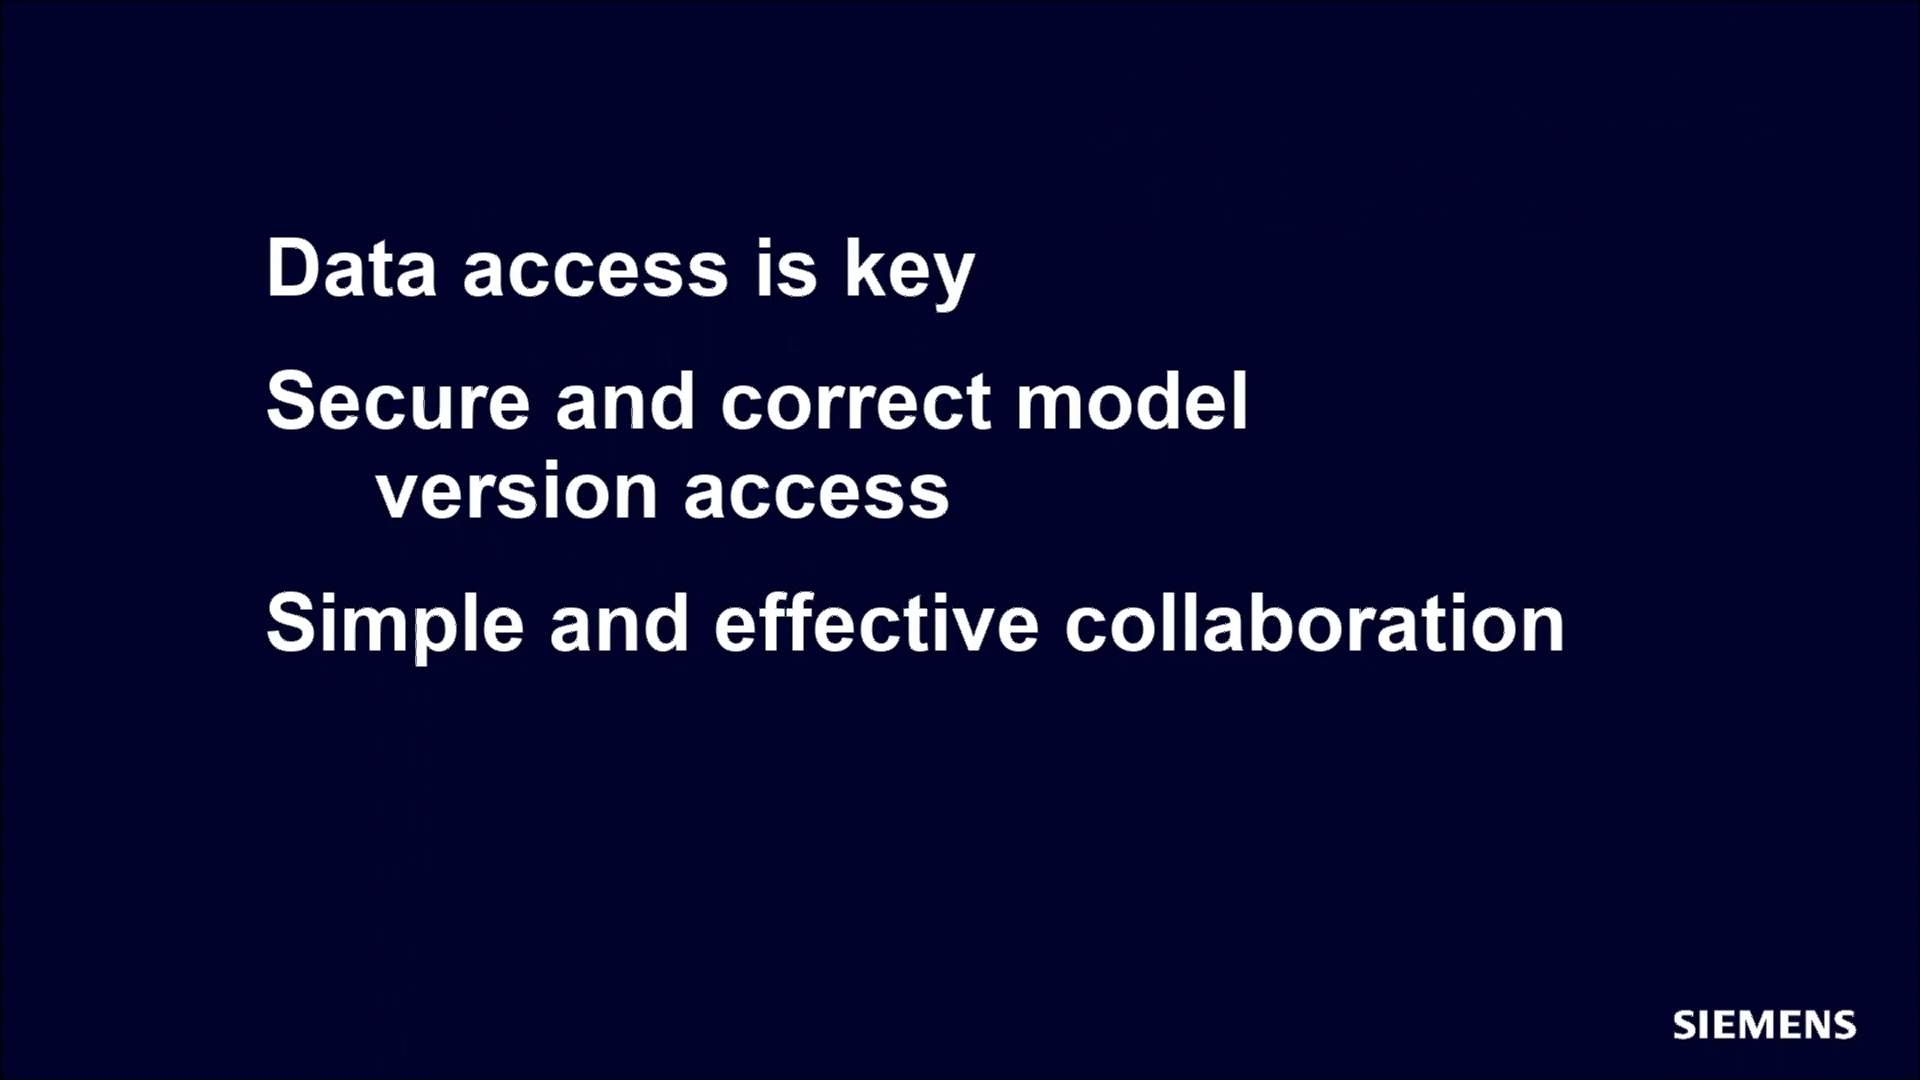 Data access is key
Secure and correct model
version access
Simple and effective collaboration
SIEMENS